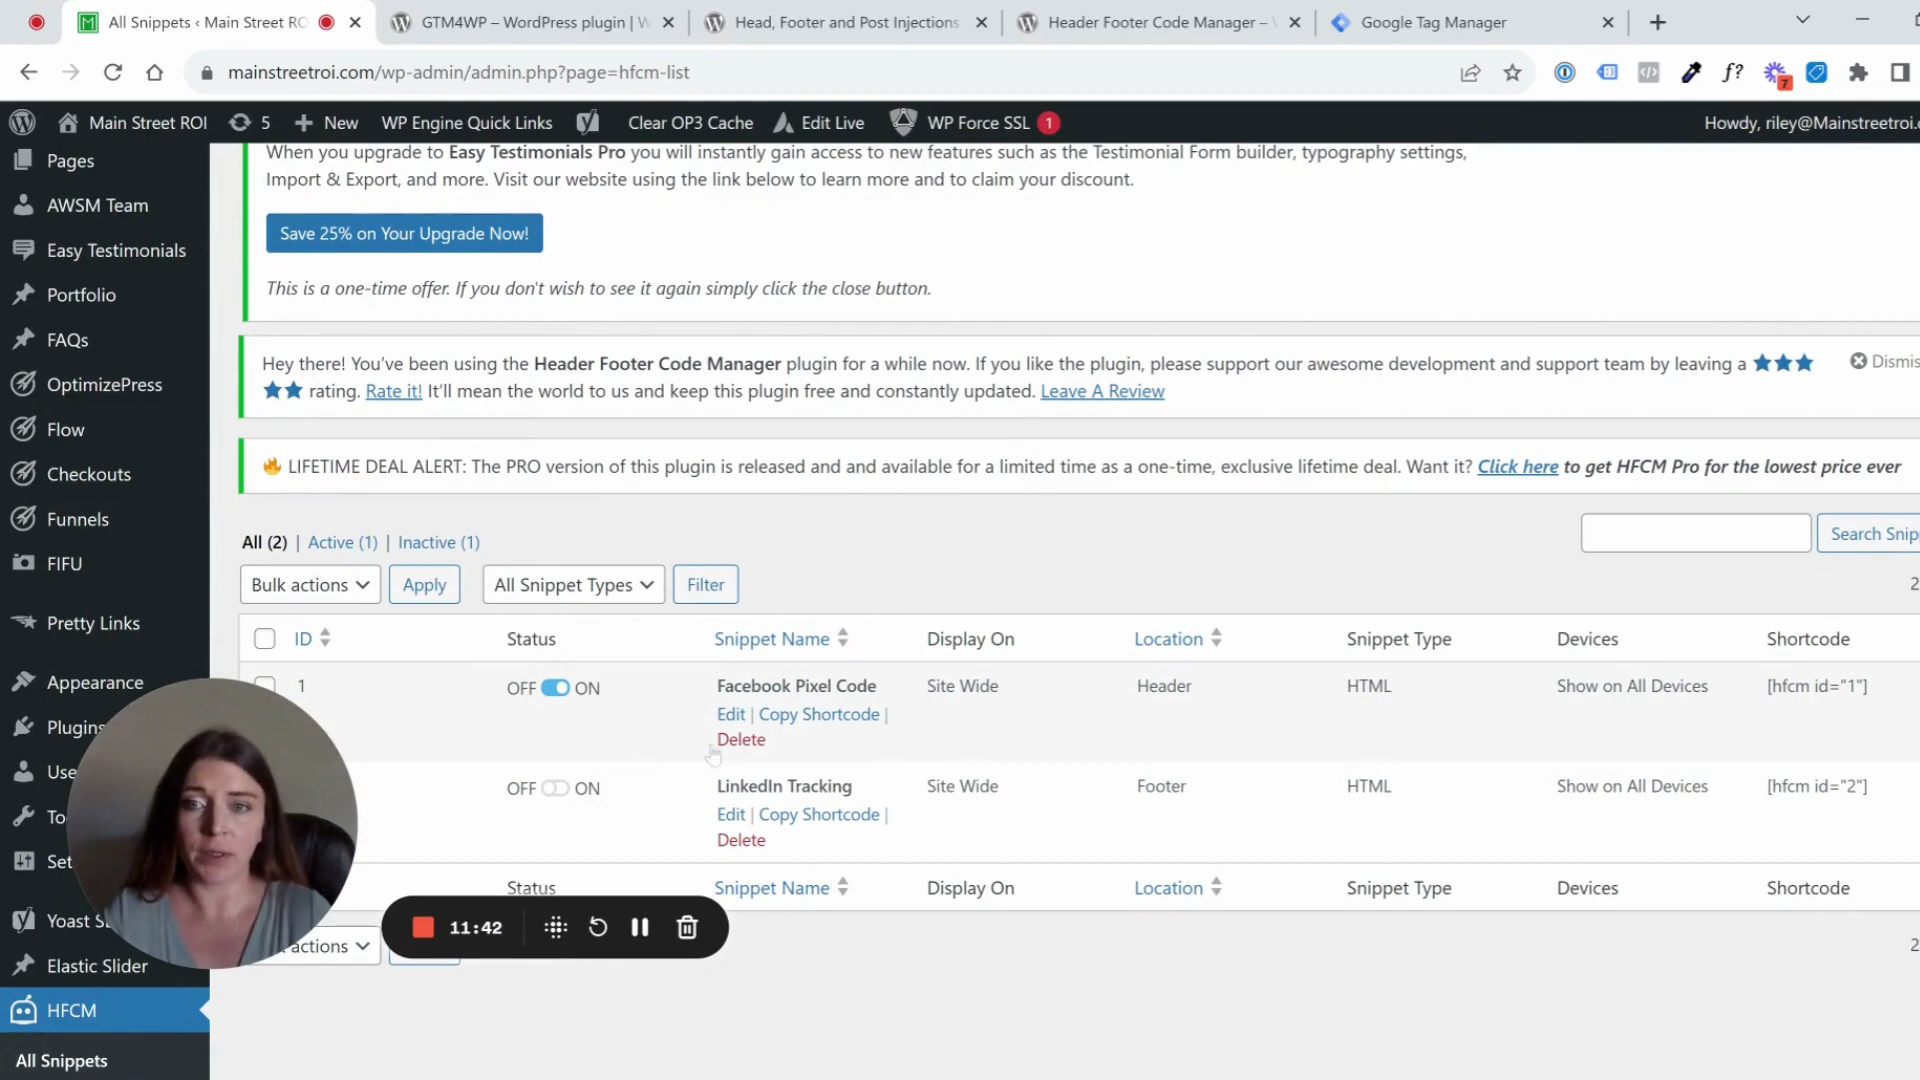 All Snippets ‹ Main Street RO
GTM4WP – WordPress plugin | W
Head, Footer and Post Injections
Header Footer Code Manager –
Google Tag Manager
mainstreetroi.com/wp-admin/admin.php?page=hfcm-list
f?
7
Main Street ROI
5
New
WP Engine Quick Links
Clear OP3 Cache
Edit Live
WP Force SSL
1
Howdy, riley@Mainstreetroi.c
Pages
AWSM Team
Easy Testimonials
Portfolio
FAQs
OptimizePress
Flow
Checkouts
Funnels
FIFU
Pretty Links
Appearance
Plugins
Use
To
Set
Yoast S
Elastic Slider
HFCM
All Snippets
When you upgrade to Easy Testimonials Pro you will instantly gain access to new features such as the Testimonial Form builder, typography settings,
Import & Export, and more. Visit our website using the link below to learn more and to claim your discount.
Save 25% on Your Upgrade Now!
This is a one-time offer. If you don't wish to see it again simply click the close button.
Hey there! You’ve been using the Header Footer Code Manager plugin for a while now. If you like the plugin, please support our awesome development and support team by leaving a
rating. Rate it! It’ll mean the world to us and keep this plugin free and constantly updated. Leave A Review
Dismis
LIFETIME DEAL ALERT: The PRO version of this plugin is released and and available for a limited time as a one-time, exclusive lifetime deal. Want it? Click here to get HFCM Pro for the lowest price ever
All (2) | Active (1) | Inactive (1)
Search Snip
Bulk actions
Apply
All Snippet Types
Filter
2
ID
Status
Snippet Name
Display On
Location
Snippet Type
Devices
Shortcode
1
OFF ON
Facebook Pixel Code
Edit | Copy Shortcode |
Delete
Site Wide
Header
HTML
Show on All Devices
[hfcm id="1"]
OFF ON
LinkedIn Tracking
Edit | Copy Shortcode |
Delete
Site Wide
Footer
HTML
Show on All Devices
[hfcm id="2"]
Status
Snippet Name
Display On
Location
Snippet Type
Devices
Shortcode
actions
2
11:42